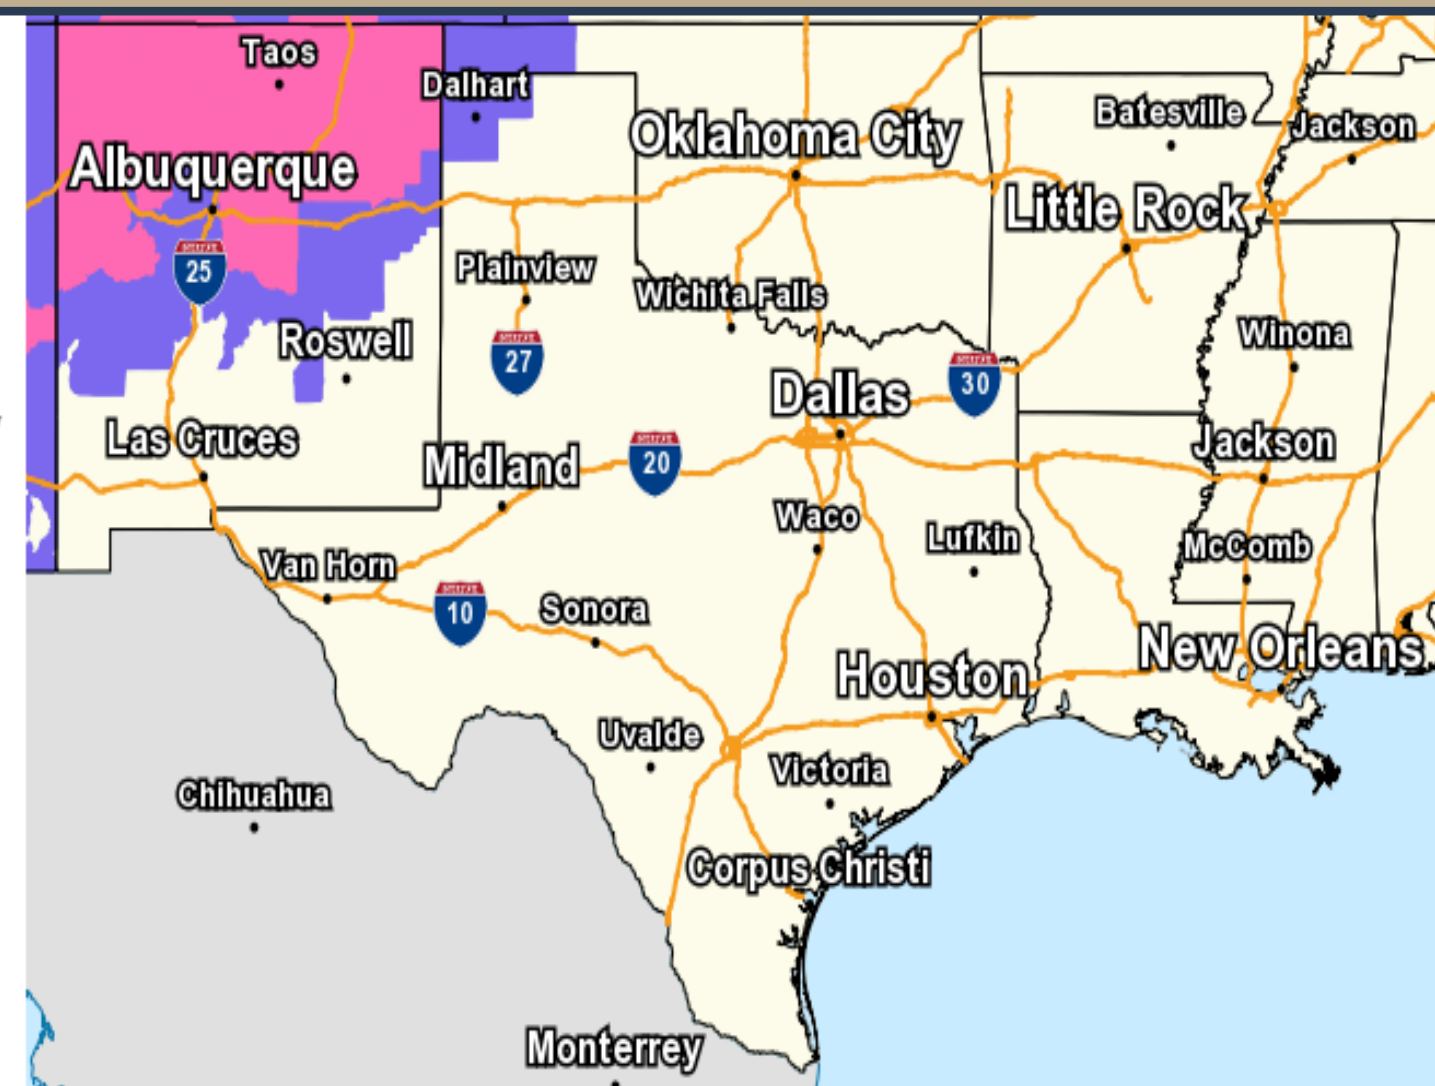 Taos
Dalhart
Batesville
Oklahoma City
Jackson
Albuquerque
Little Rock
25
Plainview
Wichita Falls
Roswell
Winona
27
30
Dallas
Las Cruces
Jackson
Midland
20
Waco
Lufkin
McComb
Van Horn
10
Sonora
New Orleans
Houston
Uvalde
Victoria
Chihuahua
Corpus Christi
Monterrey